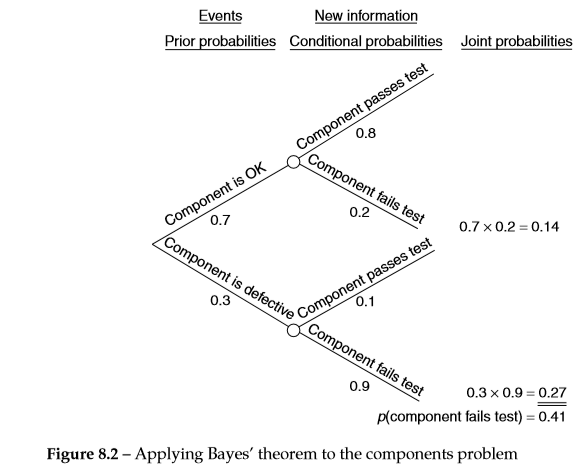 Events
New information
Prior probabilities
Conditional probabilities
Joint probabilities
Component passes test
0.8
Component is OK
0.7
Component fails test
0.2
0.7 × 0.2 = 0.14
Component is defective
0.3
Component passes test
0.1
Component fails test
0.9
0.3 × 0.9 = 0.27
p(component fails test) = 0.41
Figure 8.2 – Applying Bayes’ theorem to the components problem